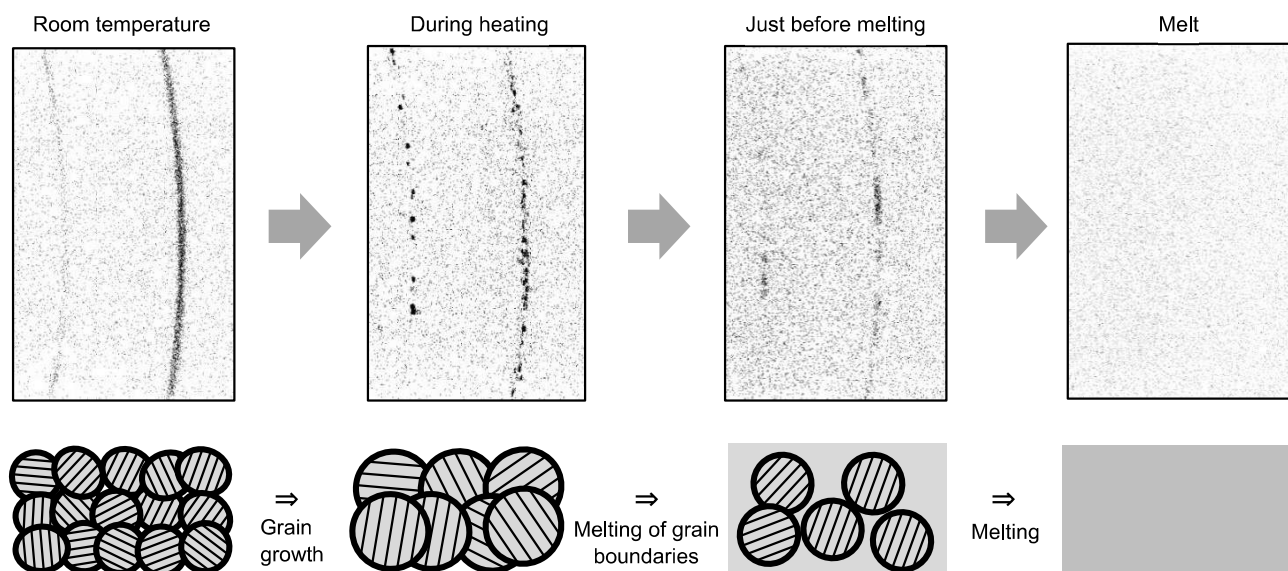 Room temperature
During heating
Just before melting
Melt
⇒
Grain
growth
⇒
Melting of grain
boundaries
⇒
Melting